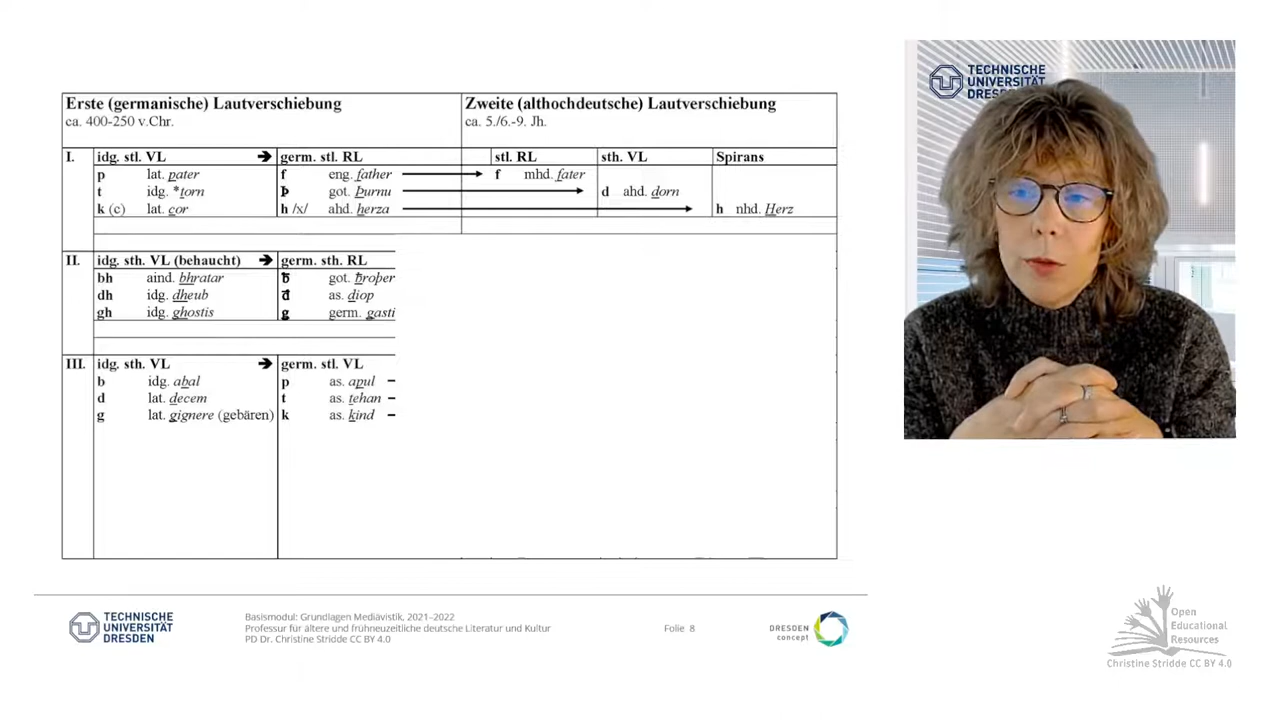 Erste (germanische) Lautverschiebung
ca. 400-250 v.Chr.
Zweite (althochdeutsche) Lautverschiebung
ca. 5./6.-9. Jh.
I. idg. stl. VL ➔ germ. stl. RL stl. RL sth. VL Spirans
p lat. pater f eng. father f mhd. fater
t idg. *torn Þ got. Þurnu d ahd. dorn
k (c) lat. cor h /x/ ahd. herza h nhd. Herz
II. idg. sth. VL (behaucht) ➔ germ. sth. RL
bh aind. bhratar ƀ got. ƀroþer
dh idg. dheub đ as. diop
gh idg. ghostis g germ. gasti
III. idg. sth. VL ➔ germ. stl. VL
b idg. abal p as. apul –
d lat. decem t as. tehan –
g lat. gignere (gebären) k as. kind –
TECHNISCHE
UNIVERSITÄT
DRESDEN
Basismodul: Grundlagen Mediävistik, 2021–2022
Professur für ältere und frühneuzeitliche deutsche Literatur und Kultur
PD Dr. Christine Stridde CC BY 4.0
Folie 8
DRESDEN
concept
TECHNISCHE
UNIVERSITÄT
DRESDEN
Open
Educational
Resources
Christine Stridde CC BY 4.0